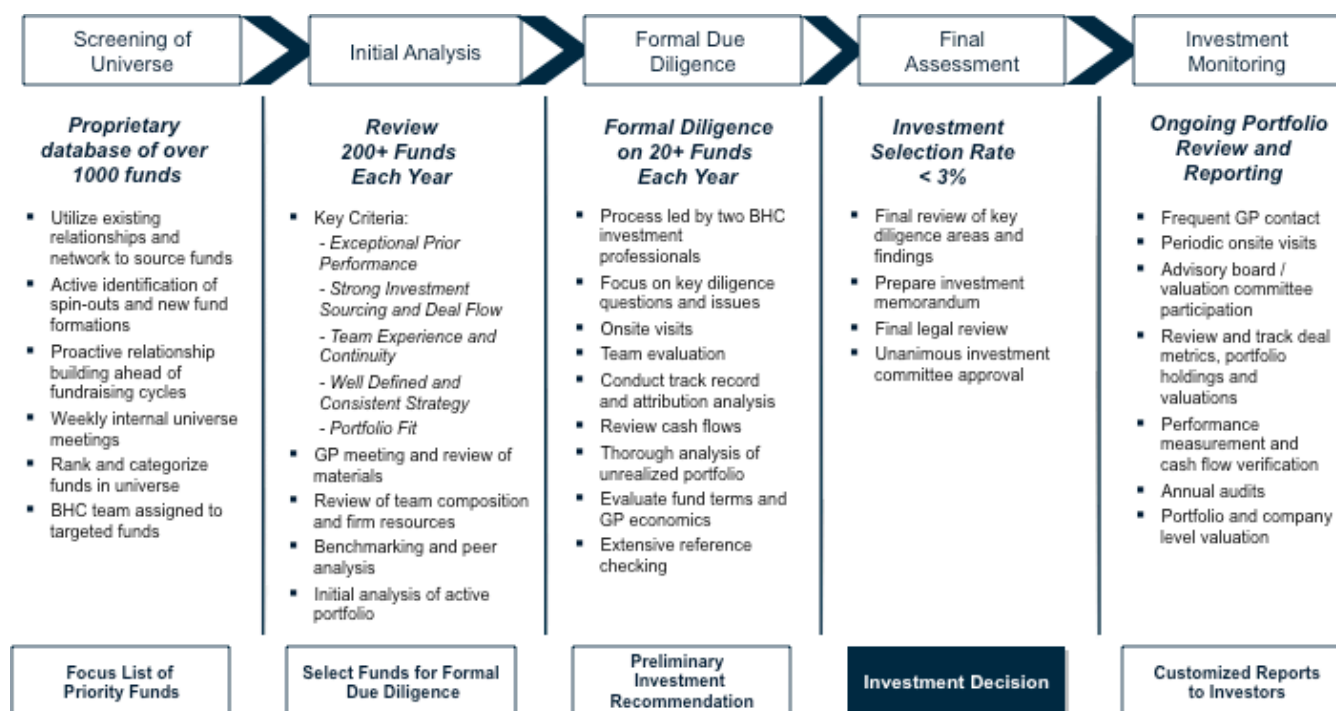 Screening of
Universe
Initial Analysis
Formal Due
Diligence
Final
Assessment
Investment
Monitoring
Proprietary
database of over
1000 funds
▪ Utilize existing
relationships and
network to source funds
▪ Active identification of
spin-outs and new fund
formations
▪ Proactive relationship
building ahead of
fundraising cycles
▪ Weekly internal universe
meetings
▪ Rank and categorize
funds in universe
▪ BHC team assigned to
targeted funds
Focus List of
Priority Funds
Review
200+ Funds
Each Year
▪ Key Criteria:
- Exceptional Prior
Performance
- Strong Investment
Sourcing and Deal Flow
- Team Experience and
Continuity
- Well Defined and
Consistent Strategy
- Portfolio Fit
▪ GP meeting and review of
materials
▪ Review of team composition
and firm resources
▪ Benchmarking and peer
analysis
▪ Initial analysis of active
portfolio
Select Funds for Formal
Due Diligence
Formal Diligence
on 20+ Funds
Each Year
▪ Process led by two BHC
investment
professionals
▪ Focus on key diligence
questions and issues
▪ Onsite visits
▪ Team evaluation
▪ Conduct track record
and attribution analysis
▪ Review cash flows
▪ Thorough analysis of
unrealized portfolio
▪ Evaluate fund terms and
GP economics
▪ Extensive reference
checking
Preliminary
Investment
Recommendation
Investment
Selection Rate
< 3%
▪ Final review of key
diligence areas and
findings
▪ Prepare investment
memorandum
▪ Final legal review
▪ Unanimous investment
committee approval
Investment Decision
Ongoing Portfolio
Review and
Reporting
▪ Frequent GP contact
▪ Periodic onsite visits
▪ Advisory board /
valuation committee
participation
▪ Review and track deal
metrics, portfolio
holdings and
valuations
▪ Performance
measurement and
cash flow verification
▪ Annual audits
▪ Portfolio and company
level valuation
Customized Reports
to Investors